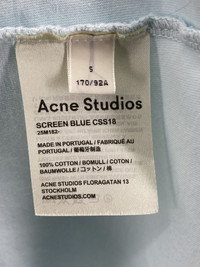 S
170/92A
Acne Studios
SCREEN BLUE CSS18
25M182-
MADE IN PORTUGAL / FABRIQUÉ AU
PORTUGAL / 葡萄牙制造
100% COTTON / BOMULL / COTON /
BAUMWOLLE / コットン / 棉
ACNE STUDIOS FLORAGATAN 13
STOCKHOLM
ACNESTUDIOS.COM